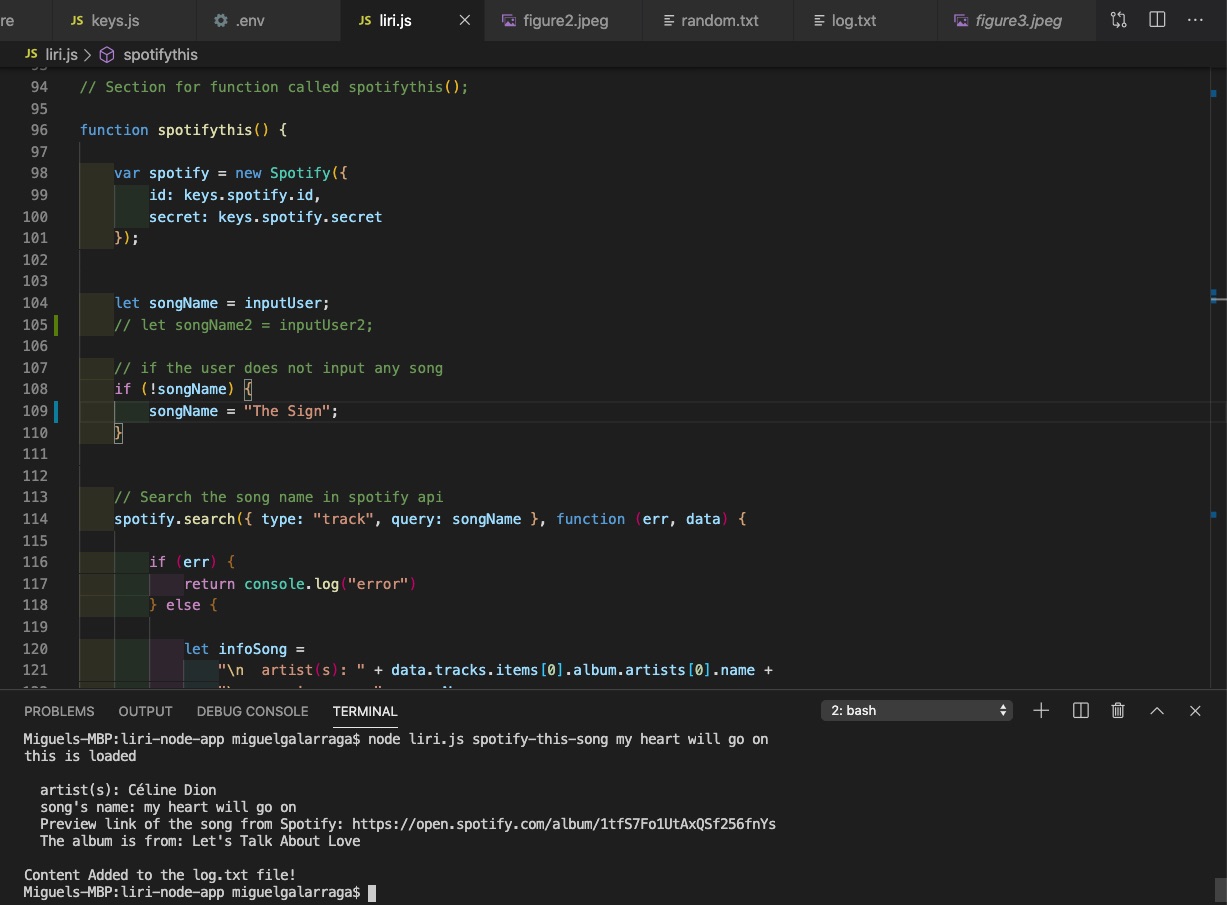 re JS keys.js .env JS liri.js figure2.jpeg random.txt log.txt figure3.jpeg ...
JS liri.js > spotifythis
94 // Section for function called spotifythis();
95
96 function spotifythis() {
97
98 var spotify = new Spotify({
99 id: keys.spotify.id,
100 secret: keys.spotify.secret
101 });
102
103
104 let songName = inputUser;
105 // let songName2 = inputUser2;
106
107 // if the user does not input any song
108 if (!songName) {
109 songName = "The Sign";
110 }
111
112
113 // Search the song name in spotify api
114 spotify.search({ type: "track", query: songName }, function (err, data) {
115
116 if (err) {
117 return console.log("error")
118 } else {
119
120 let infoSong =
121 "\n  artist(s): " + data.tracks.items[0].album.artists[0].name +
PROBLEMS OUTPUT DEBUG CONSOLE TERMINAL 2: bash
Miguels-MBP:liri-node-app miguelgalarraga$ node liri.js spotify-this-song my heart will go on
this is loaded
artist(s): Céline Dion
song's name: my heart will go on
Preview link of the song from Spotify: https://open.spotify.com/album/1tfS7Fo1UtAxQSf256fnYs
The album is from: Let's Talk About Love
Content Added to the log.txt file!
Miguels-MBP:liri-node-app miguelgalarraga$